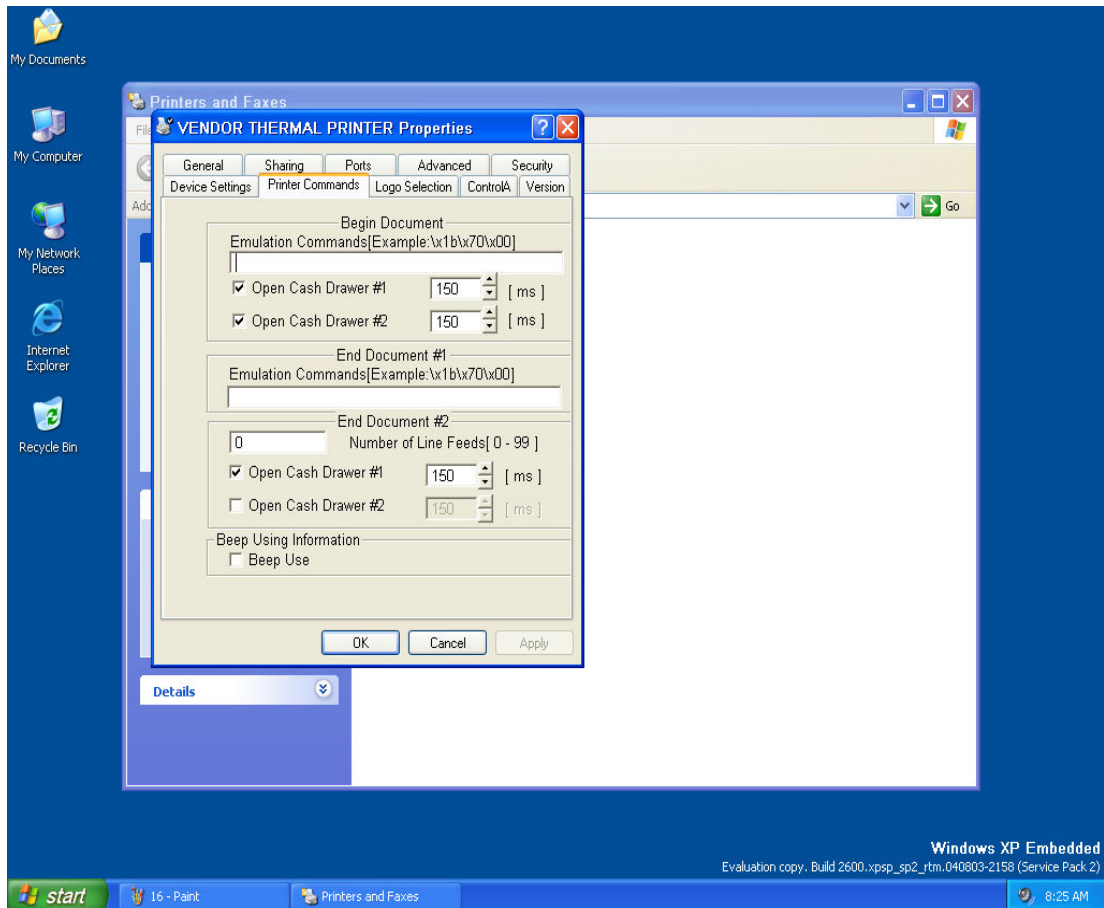 My Documents
My Computer
My Network
Places
Internet
Explorer
Recycle Bin
Printers and Faxes
VENDOR THERMAL PRINTER Properties
General Sharing Ports Advanced Security
Device Settings Printer Commands Logo Selection ControlA Version
Go
Begin Document
Emulation Commands[Example:\x1b\x70\x00]
Open Cash Drawer #1 150 [ ms ]
Open Cash Drawer #2 150 [ ms ]
End Document #1
Emulation Commands[Example:\x1b\x70\x00]
End Document #2
0 Number of Line Feeds[ 0 - 99 ]
Open Cash Drawer #1 150 [ ms ]
Open Cash Drawer #2 150 [ ms ]
Beep Using Information
Beep Use
OK Cancel Apply
Details
Windows XP Embedded
Evaluation copy. Build 2600.xpsp_sp2_rtm.040803-2158 (Service Pack 2)
start 16 - Paint Printers and Faxes 8:25 AM